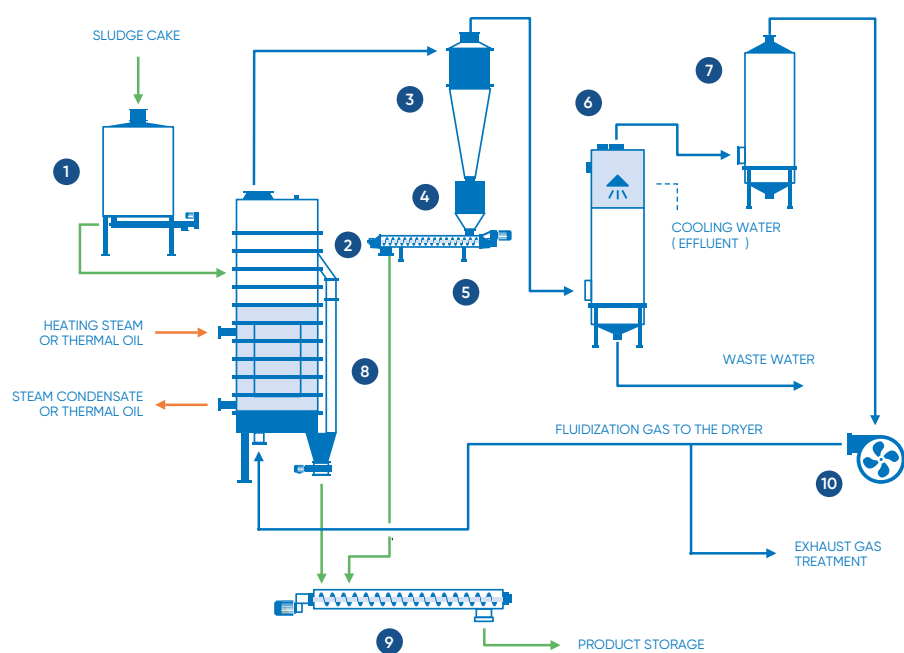 SLUDGE CAKE
1
2
3
4
5
6
7
COOLING WATER
( EFFLUENT )
HEATING STEAM
OR THERMAL OIL
STEAM CONDENSATE
OR THERMAL OIL
8
WASTE WATER
FLUIDIZATION GAS TO THE DRYER
10
EXHAUST GAS
TREATMENT
9
PRODUCT STORAGE